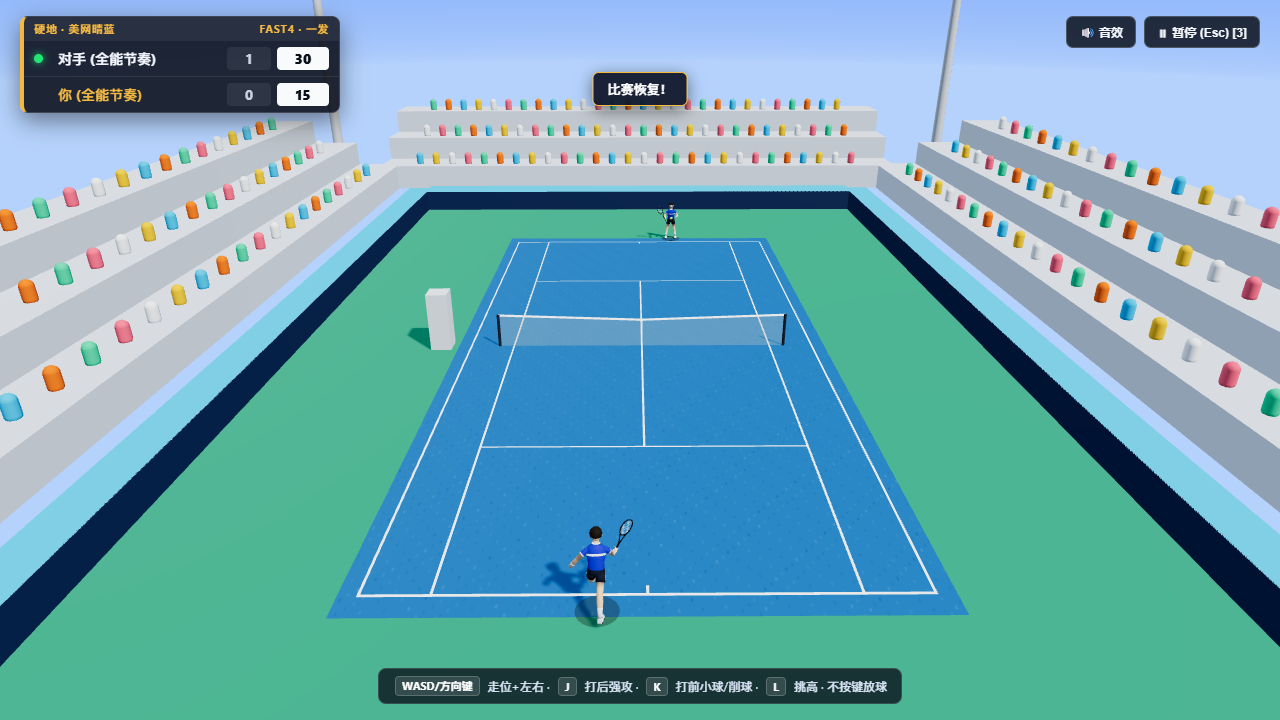 硬地 · 美网晴蓝 FAST4 · 一发
对手 (全能节奏) 1 30
你 (全能节奏) 0 15
比赛恢复!
音效 暂停 (Esc) [3]
WASD/方向键 走位+左右 · J 打后强攻 · K 打前小球/削球 · L 挑高 · 不按键放球